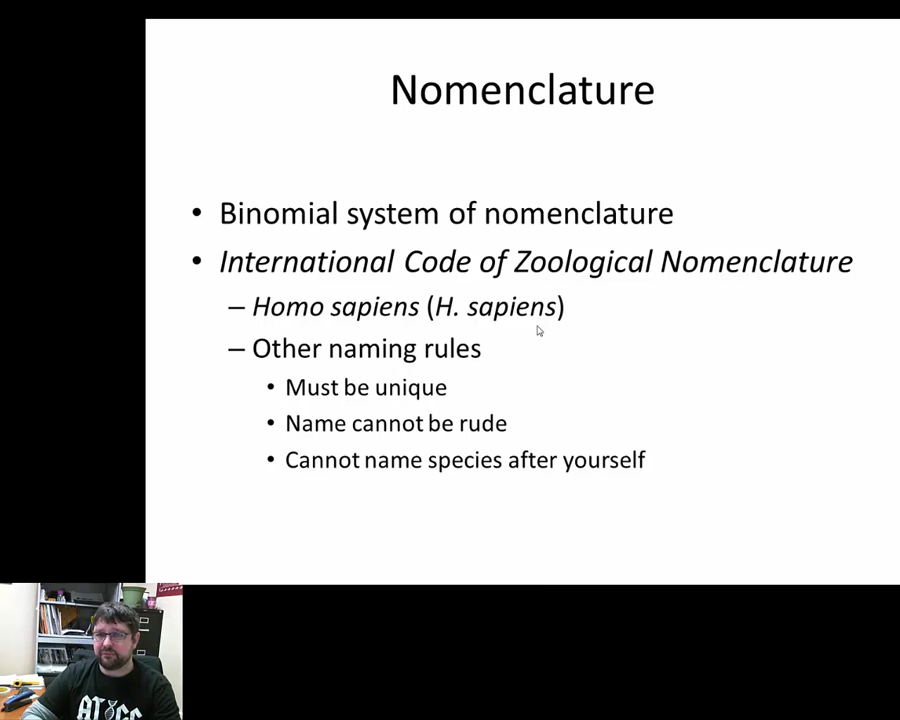 Nomenclature
• Binomial system of nomenclature
• International Code of Zoological Nomenclature
– Homo sapiens (H. sapiens)
– Other naming rules
• Must be unique
• Name cannot be rude
• Cannot name species after yourself